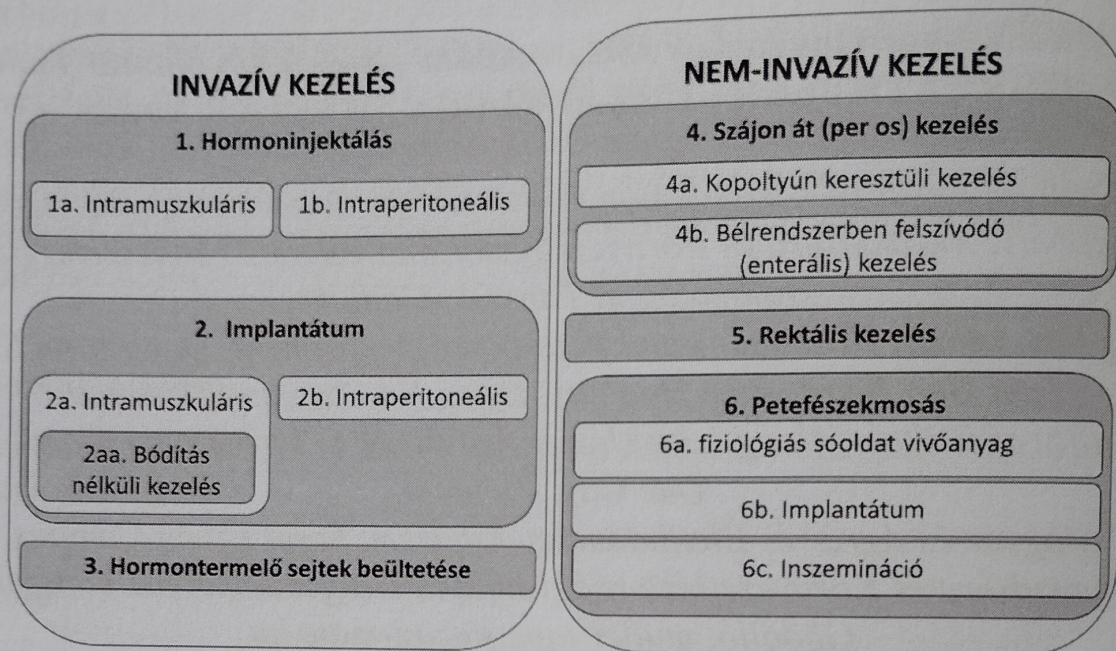 INVAZÍV KEZELÉS
1. Hormoninjektálás
1a. Intramuszkuláris
1b. Intraperitoneális
2. Implantátum
2a. Intramuszkuláris
2b. Intraperitoneális
2aa. Bódítás
nélküli kezelés
3. Hormontermelő sejtek beültetése
NEM-INVAZÍV KEZELÉS
4. Szájon át (per os) kezelés
4a. Kopoltyún keresztüli kezelés
4b. Bélrendszerben felszívódó
(enterális) kezelés
5. Rektális kezelés
6. Petefészekmosás
6a. fiziológiás sóoldat vivőanyag
6b. Implantátum
6c. Inszemináció